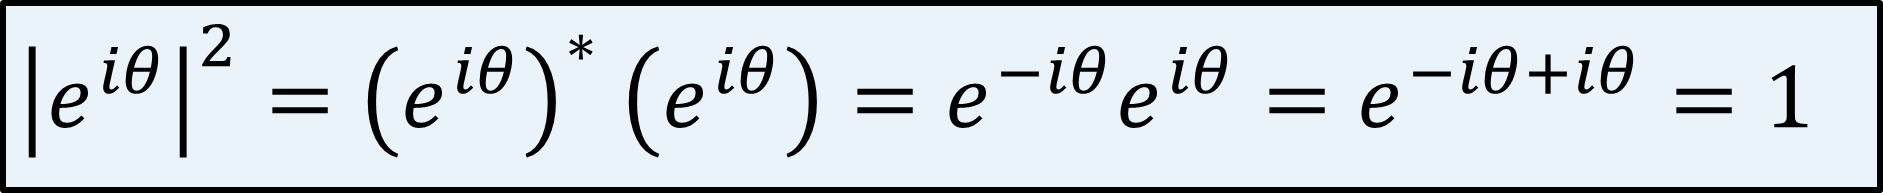 |e^{iθ}|^2 = (e^{iθ})^* (e^{iθ}) = e^{−iθ} e^{iθ} = e^{−iθ+iθ} = 1